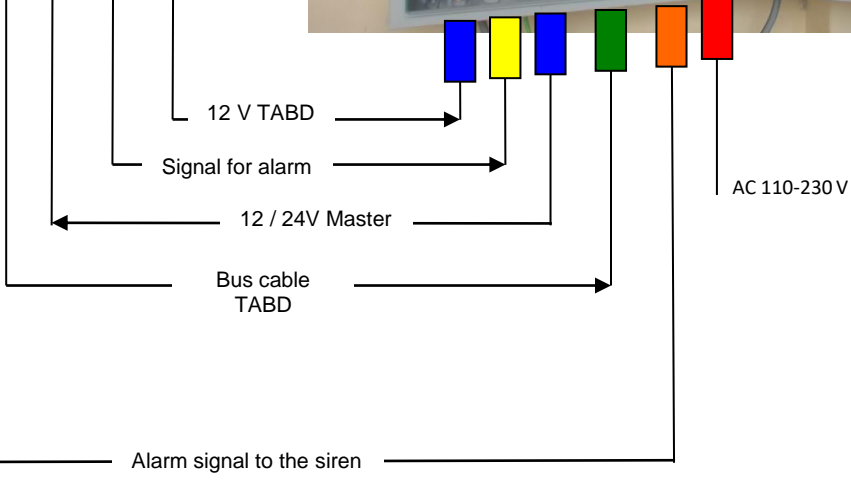 12 V TABD
Signal for alarm
AC 110-230 V
12 / 24V Master
Bus cable
TABD
Alarm signal to the siren